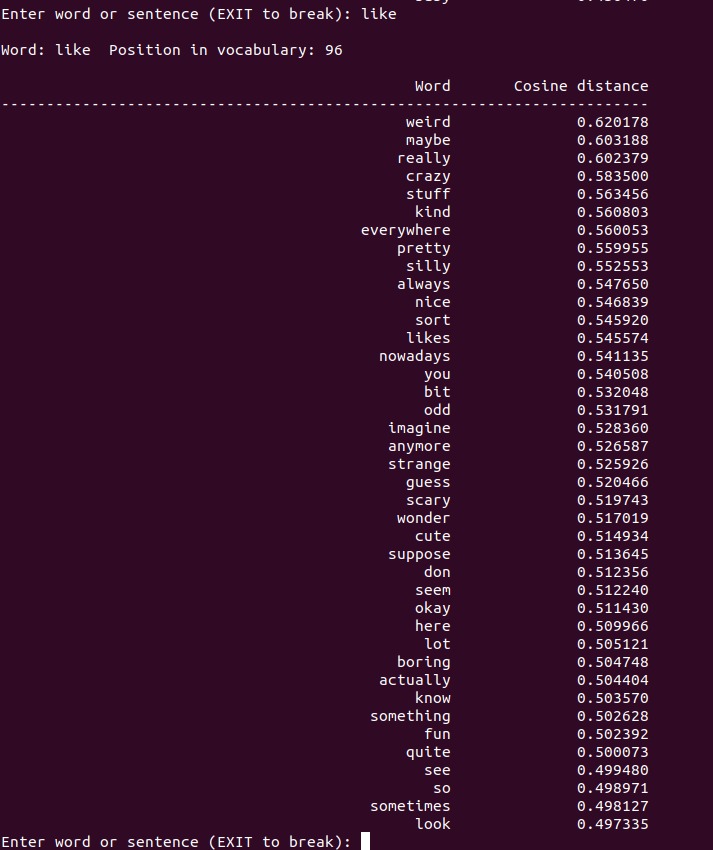 Enter word or sentence (EXIT to break): like
Word: like  Position in vocabulary: 96
Word       Cosine distance
------------------------------------------------------------------------
weird              0.620178
maybe              0.603188
really              0.602379
crazy              0.583500
stuff              0.563456
kind              0.560803
everywhere              0.560053
pretty              0.559955
silly              0.552553
always              0.547650
nice              0.546839
sort              0.545920
likes              0.545574
nowadays              0.541135
you              0.540508
bit              0.532048
odd              0.531791
imagine              0.528360
anymore              0.526587
strange              0.525926
guess              0.520466
scary              0.519743
wonder              0.517019
cute              0.514934
suppose              0.513645
don              0.512356
seem              0.512240
okay              0.511430
here              0.509966
lot              0.505121
boring              0.504748
actually              0.504404
know              0.503570
something              0.502628
fun              0.502392
quite              0.500073
see              0.499480
so              0.498971
sometimes              0.498127
look              0.497335
Enter word or sentence (EXIT to break):